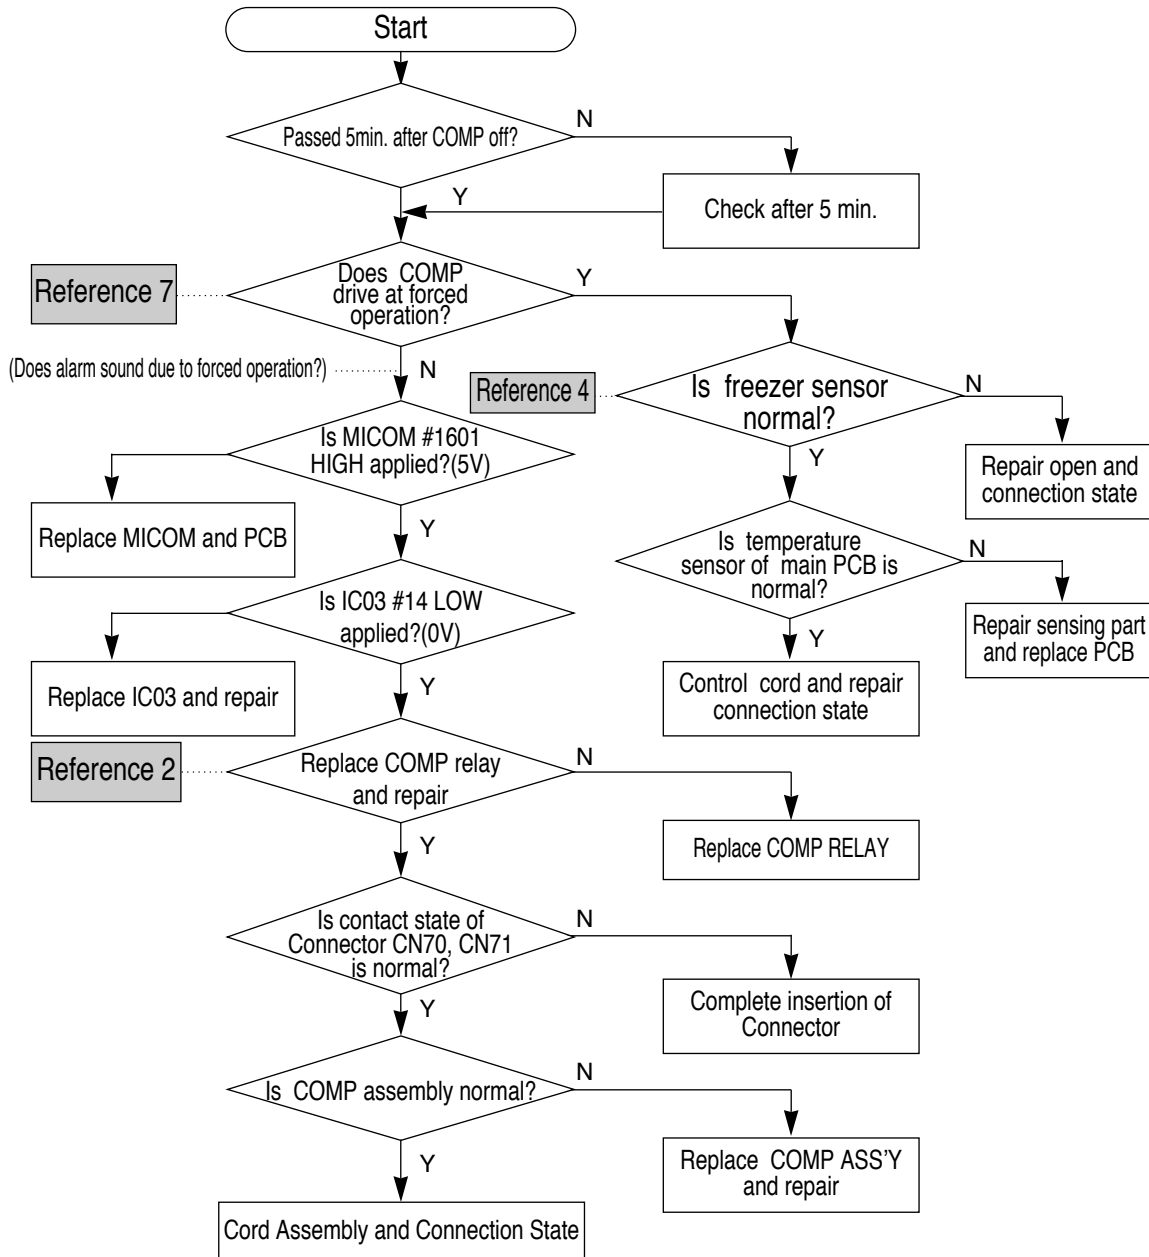 Start
Passed 5min. after COMP off?
N
Y
Check after 5 min.
Reference 7
Does COMP
drive at forced
operation?
Y
(Does alarm sound due to forced operation?)
N
Reference 4
Is freezer sensor
normal?
N
Y
Repair open and
connection state
Is MICOM #1601
HIGH applied?(5V)
Replace MICOM and PCB
Y
Is temperature
sensor of main PCB is
normal?
N
Y
Repair sensing part
and replace PCB
Is IC03 #14 LOW
applied?(0V)
Replace IC03 and repair
Y
Control cord and repair
connection state
Reference 2
Replace COMP relay
and repair
N
Y
Replace COMP RELAY
Is contact state of
Connector CN70, CN71
is normal?
N
Y
Complete insertion of
Connector
Is COMP assembly normal?
N
Y
Replace COMP ASS'Y
and repair
Cord Assembly and Connection State